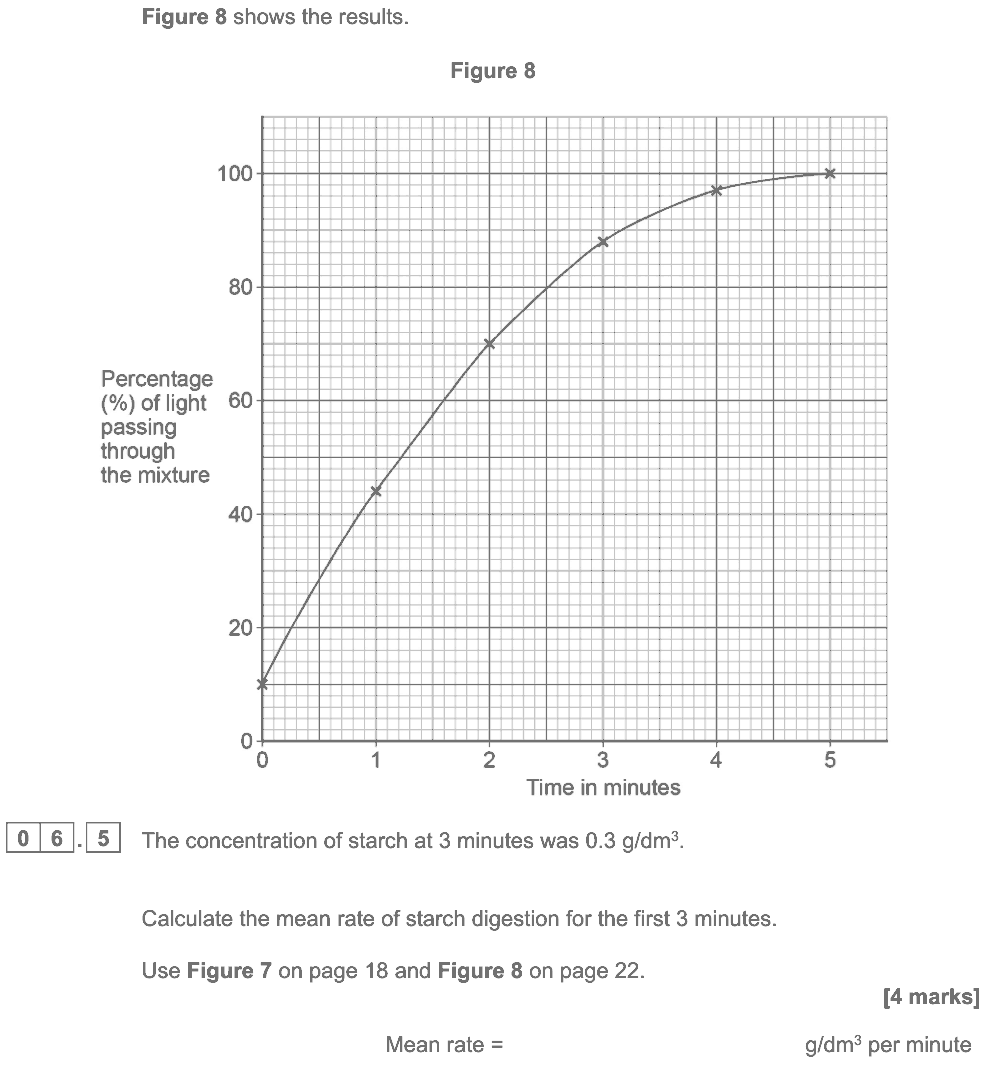 Figure 8 shows the results.
Figure 8
100
80
60
40
20
0
Percentage
(%) of light
passing
through
the mixture
0 1 2 3 4 5
Time in minutes
0 6 . 5 The concentration of starch at 3 minutes was 0.3 g/dm³.
Calculate the mean rate of starch digestion for the first 3 minutes.
Use Figure 7 on page 18 and Figure 8 on page 22.
[4 marks]
Mean rate = g/dm³ per minute